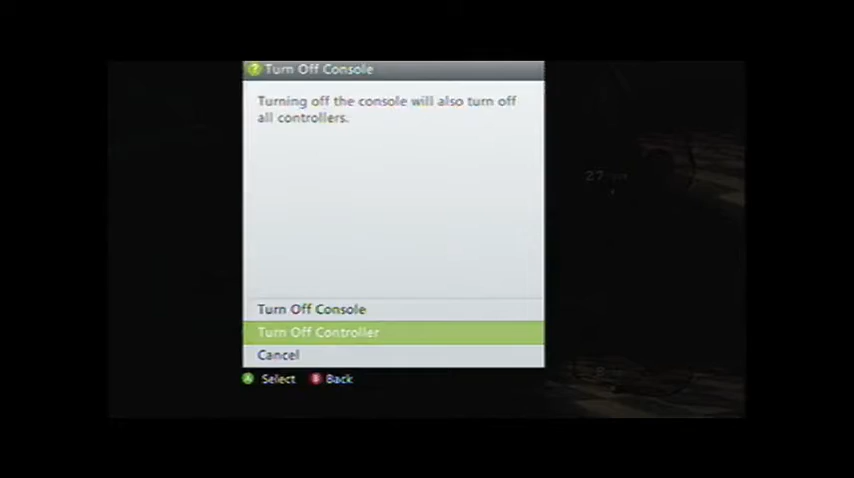 Turn Off Console
Turning off the console will also turn off
all controllers.
27
Turn Off Console
Turn Off Controller
Cancel
A Select B Back